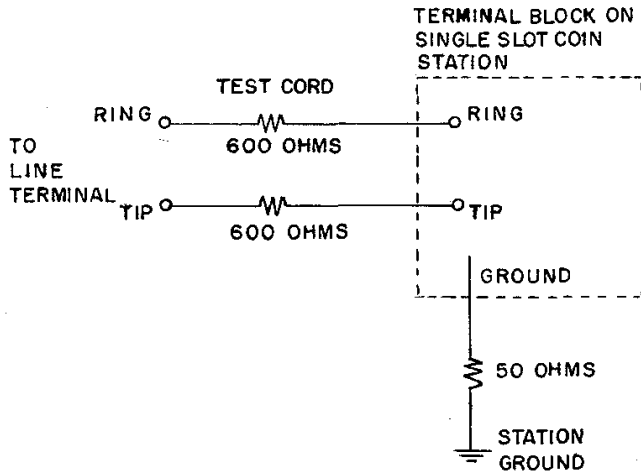 TERMINAL BLOCK ON
SINGLE SLOT COIN
STATION
TEST CORD
RING
RING
600 OHMS
TO
LINE
TERMINAL
TIP
TIP
600 OHMS
GROUND
50 OHMS
STATION
GROUND